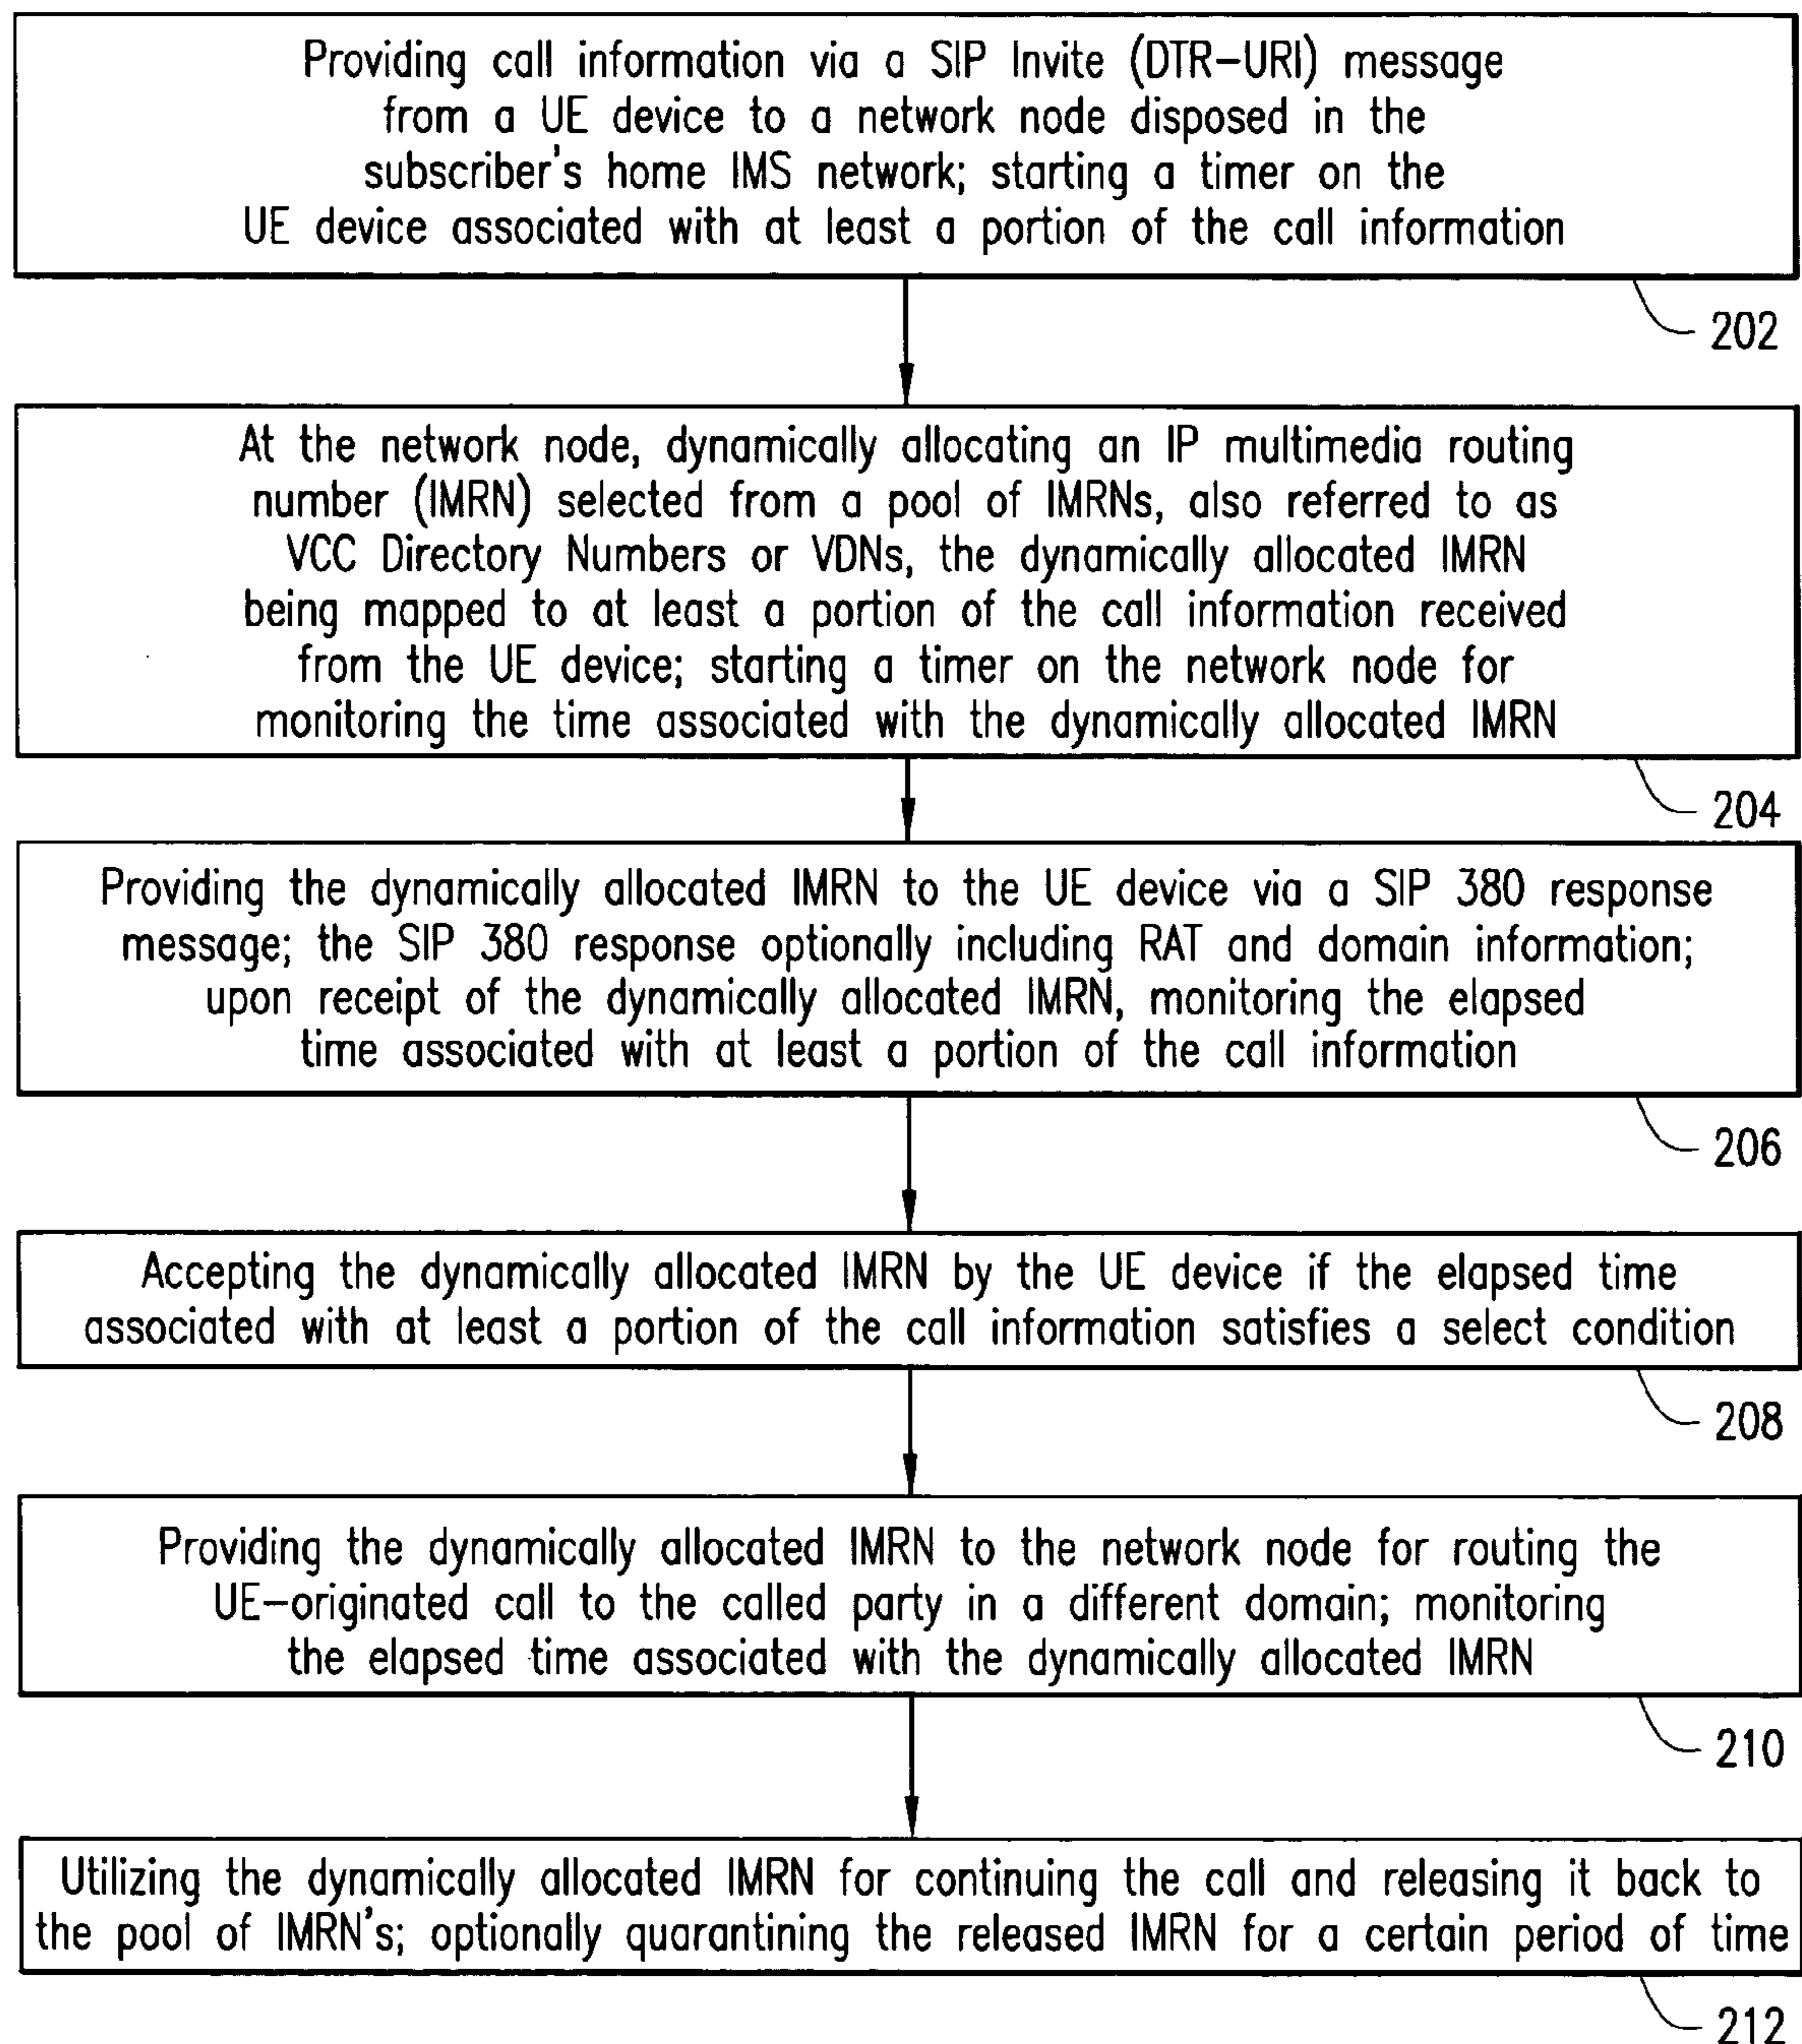 Providing call information via a SIP Invite (DTR-URI) message
from a UE device to a network node disposed in the
subscriber's home IMS network; starting a timer on the
UE device associated with at least a portion of the call information
202
At the network node, dynamically allocating an IP multimedia routing
number (IMRN) selected from a pool of IMRNs, also referred to as
VCC Directory Numbers or VDNs, the dynamically allocated IMRN
being mapped to at least a portion of the call information received
from the UE device; starting a timer on the network node for
monitoring the time associated with the dynamically allocated IMRN
204
Providing the dynamically allocated IMRN to the UE device via a SIP 380 response
message; the SIP 380 response optionally including RAT and domain information;
upon receipt of the dynamically allocated IMRN, monitoring the elapsed
time associated with at least a portion of the call information
206
Accepting the dynamically allocated IMRN by the UE device if the elapsed time
associated with at least a portion of the call information satisfies a select condition
208
Providing the dynamically allocated IMRN to the network node for routing the
UE-originated call to the called party in a different domain; monitoring
the elapsed time associated with the dynamically allocated IMRN
210
Utilizing the dynamically allocated IMRN for continuing the call and releasing it back to
the pool of IMRN's; optionally quarantining the released IMRN for a certain period of time
212